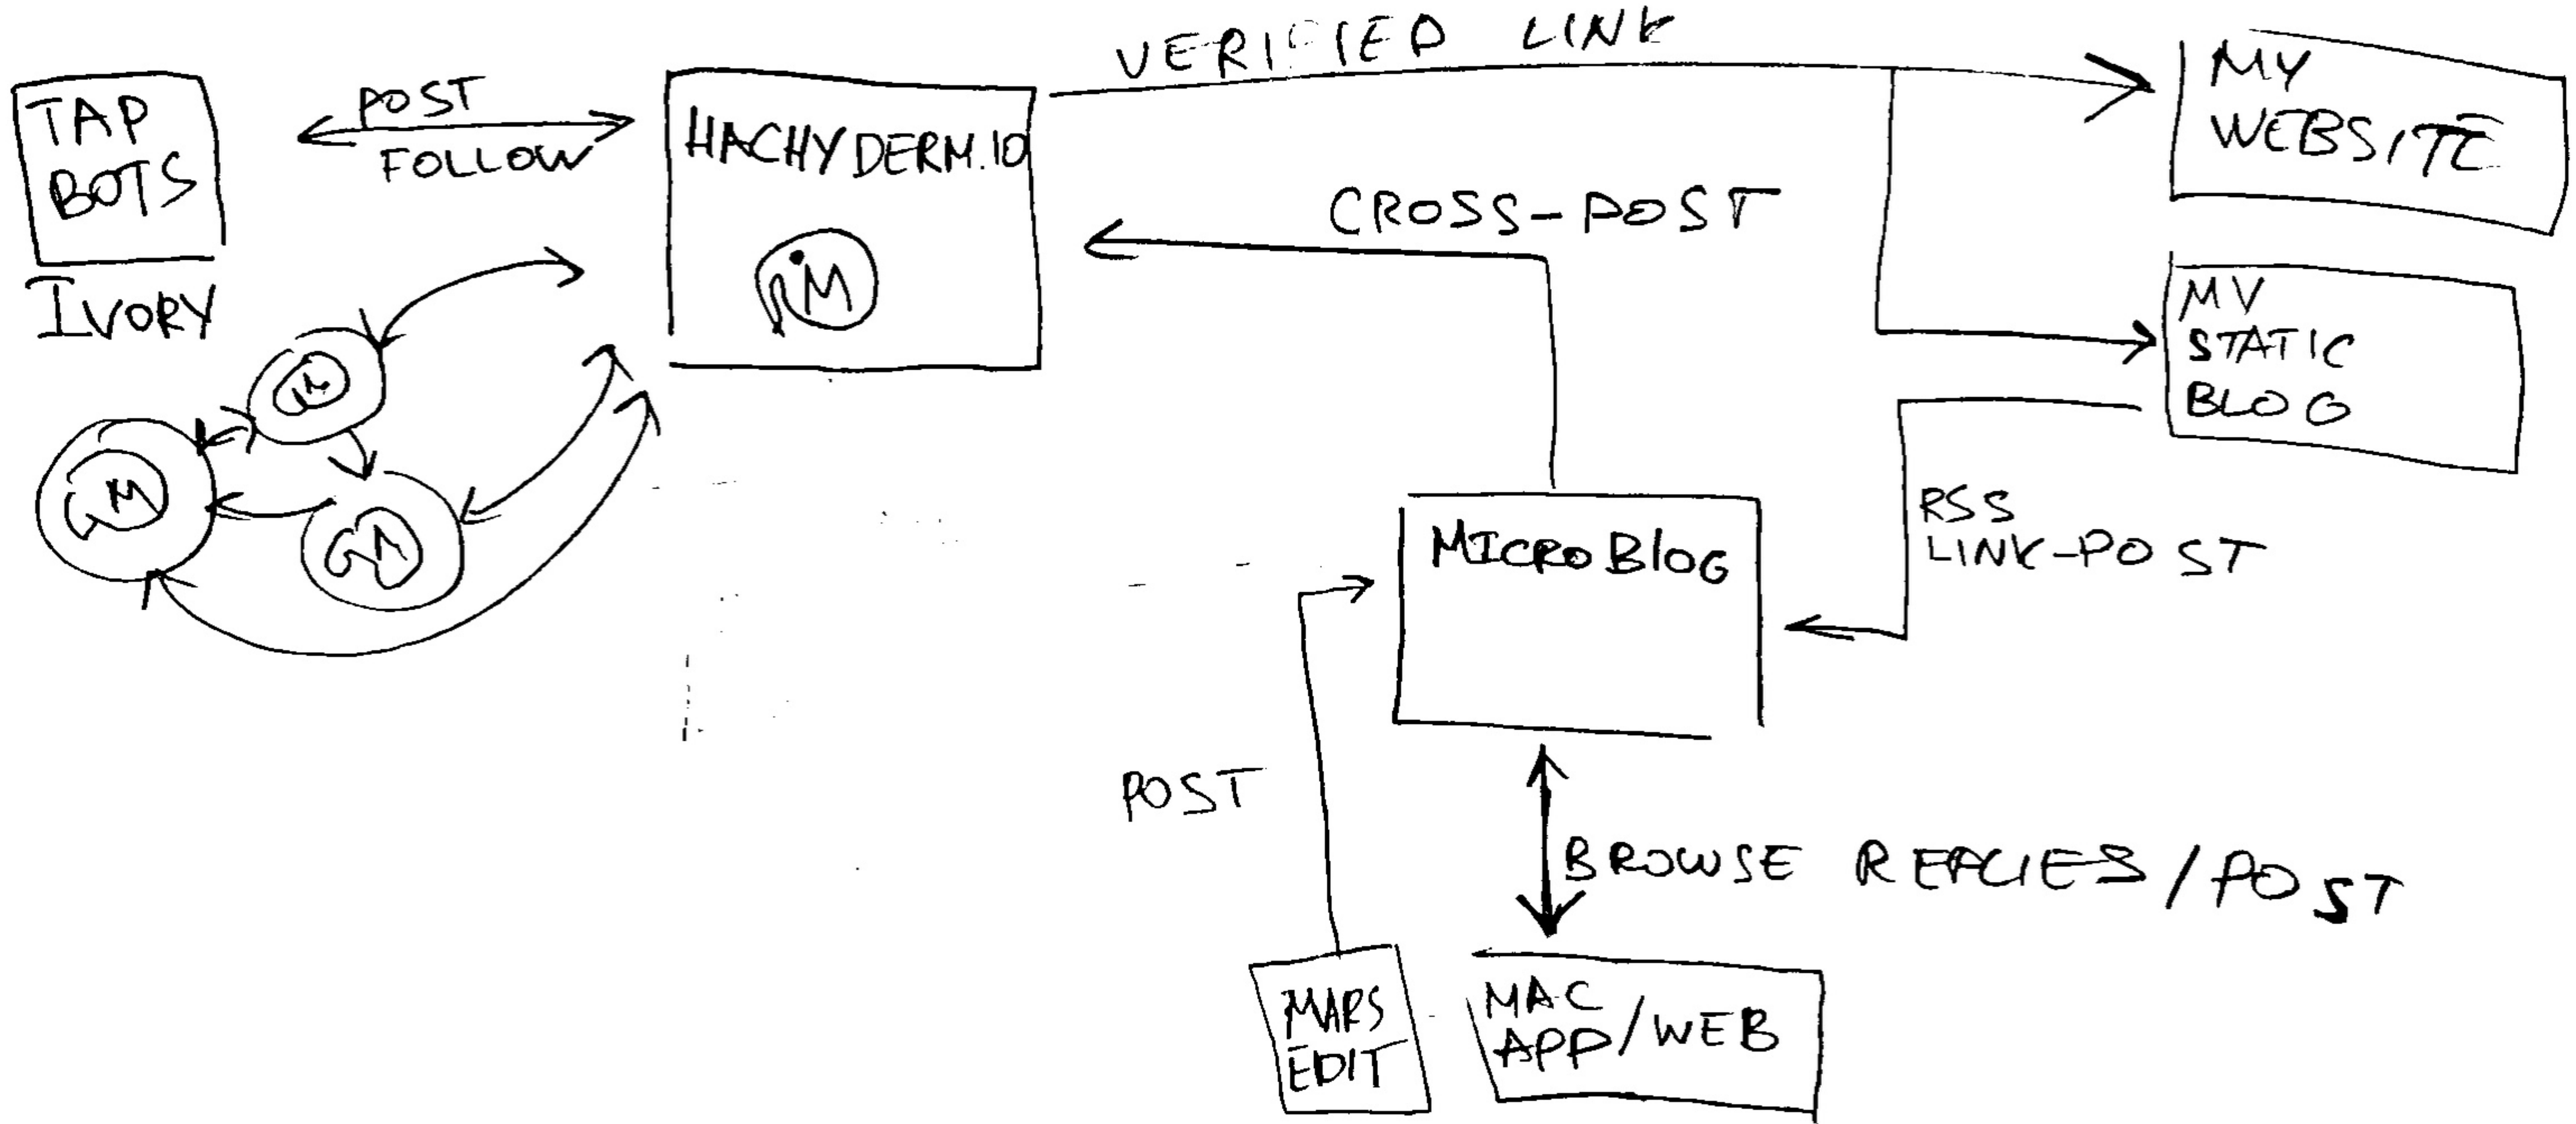 VERIFIED LINK
TAP
BOTS
IVORY
POST
FOLLOW
HACHYDERM.IO
M
MY
WEBSITE
CROSS-POST
MY
STATIC
BLOG
M
M
RSS
LINK-POST
MICROBlOG
POST
BROWSE REPLIES/POST
MARS
EDIT
MAC
APP/WEB